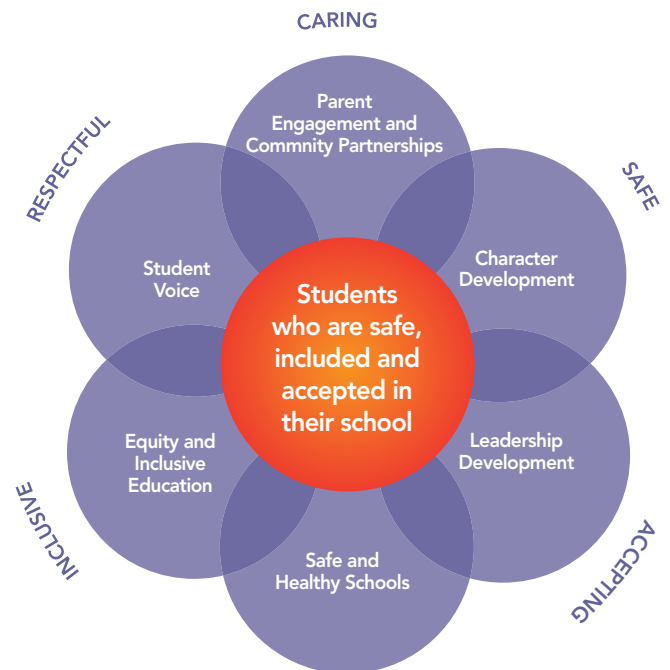 CARING
Parent
Engagement and
Commnity Partnerships
RESPECTFUL
SAFE
Student
Voice
Character
Development
Students
who are safe,
included and
accepted in
their school
Equity and
Inclusive
Education
Leadership
Development
INCLUSIVE
ACCEPTING
Safe and
Healthy Schools